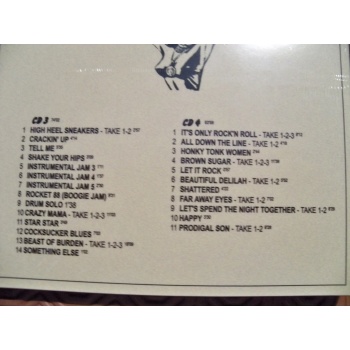 CD 3
1 HIGH HEEL SNEAKERS - TAKE 1-2
2 CRACKIN' UP
3 TELL ME
4 SHAKE YOUR HIPS
5 INSTRUMENTAL JAM 3
6 INSTRUMENTAL JAM 4
7 INSTRUMENTAL JAM 5
8 ROCKET 88 (BOOGIE JAM)
9 DRUM SOLO 1'38
10 CRAZY MAMA - TAKE 1-2-3
11 STAR STAR
12 COCKSUCKER BLUES
13 BEAST OF BURDEN - TAKE 1-2-3
14 SOMETHING ELSE
CD 4
1 IT'S ONLY ROCK'N ROLL - TAKE 1-2-3
2 ALL DOWN THE LINE - TAKE 1-2
3 HONKY TONK WOMEN
4 BROWN SUGAR - TAKE 1-2
5 LET IT ROCK
6 BEAUTIFUL DELILAH - TAKE 1-2
7 SHATTERED
8 FAR AWAY EYES - TAKE 1-2
9 LET'S SPEND THE NIGHT TOGETHER - TAKE 1-2
10 HAPPY
11 PRODIGAL SON - TAKE 1-2